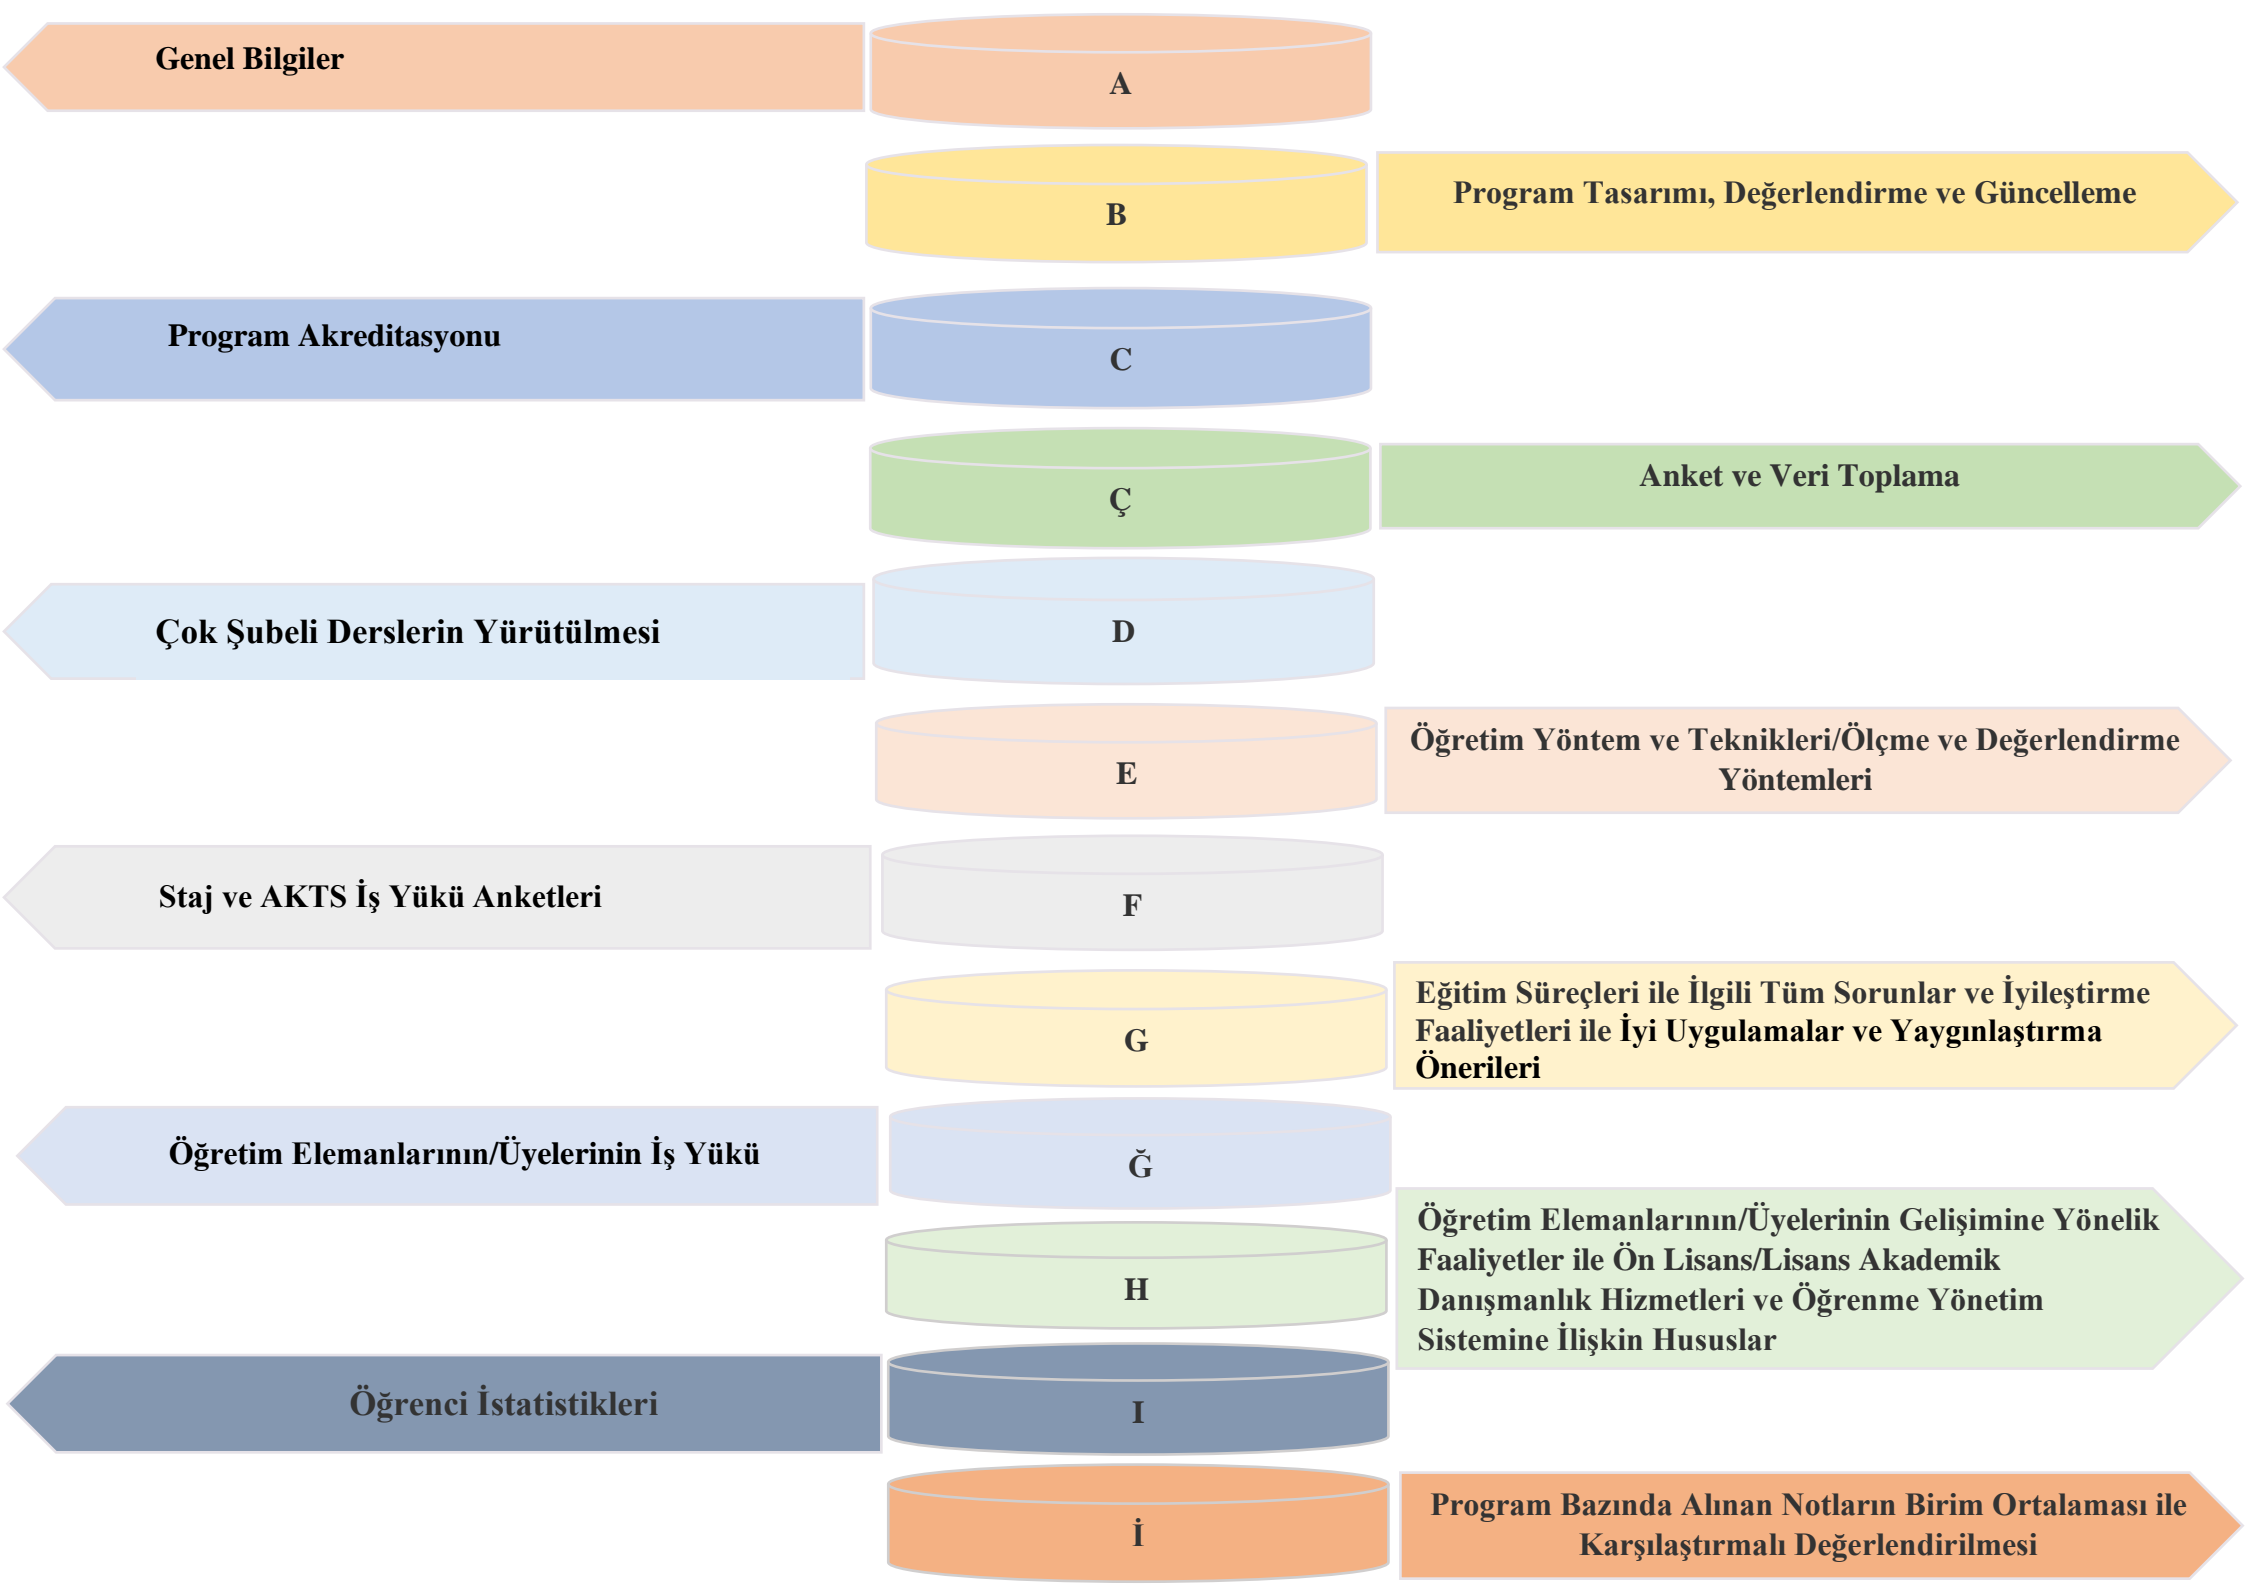 Genel Bilgiler
A
B
Program Tasarımı, Değerlendirme ve Güncelleme
Program Akreditasyonu
C
Ç
Anket ve Veri Toplama
Çok Şubeli Derslerin Yürütülmesi
D
E
Öğretim Yöntem ve Teknikleri/Ölçme ve Değerlendirme
Yöntemleri
Staj ve AKTS İş Yükü Anketleri
F
G
Eğitim Süreçleri ile İlgili Tüm Sorunlar ve İyileştirme
Faaliyetleri ile İyi Uygulamalar ve Yaygınlaştırma
Önerileri
Öğretim Elemanlarının/Üyelerinin İş Yükü
Ğ
H
Öğretim Elemanlarının/Üyelerinin Gelişimine Yönelik
Faaliyetler ile Ön Lisans/Lisans Akademik
Danışmanlık Hizmetleri ve Öğrenme Yönetim
Sistemine İlişkin Hususlar
Öğrenci İstatistikleri
I
İ
Program Bazında Alınan Notların Birim Ortalaması ile
Karşılaştırmalı Değerlendirilmesi